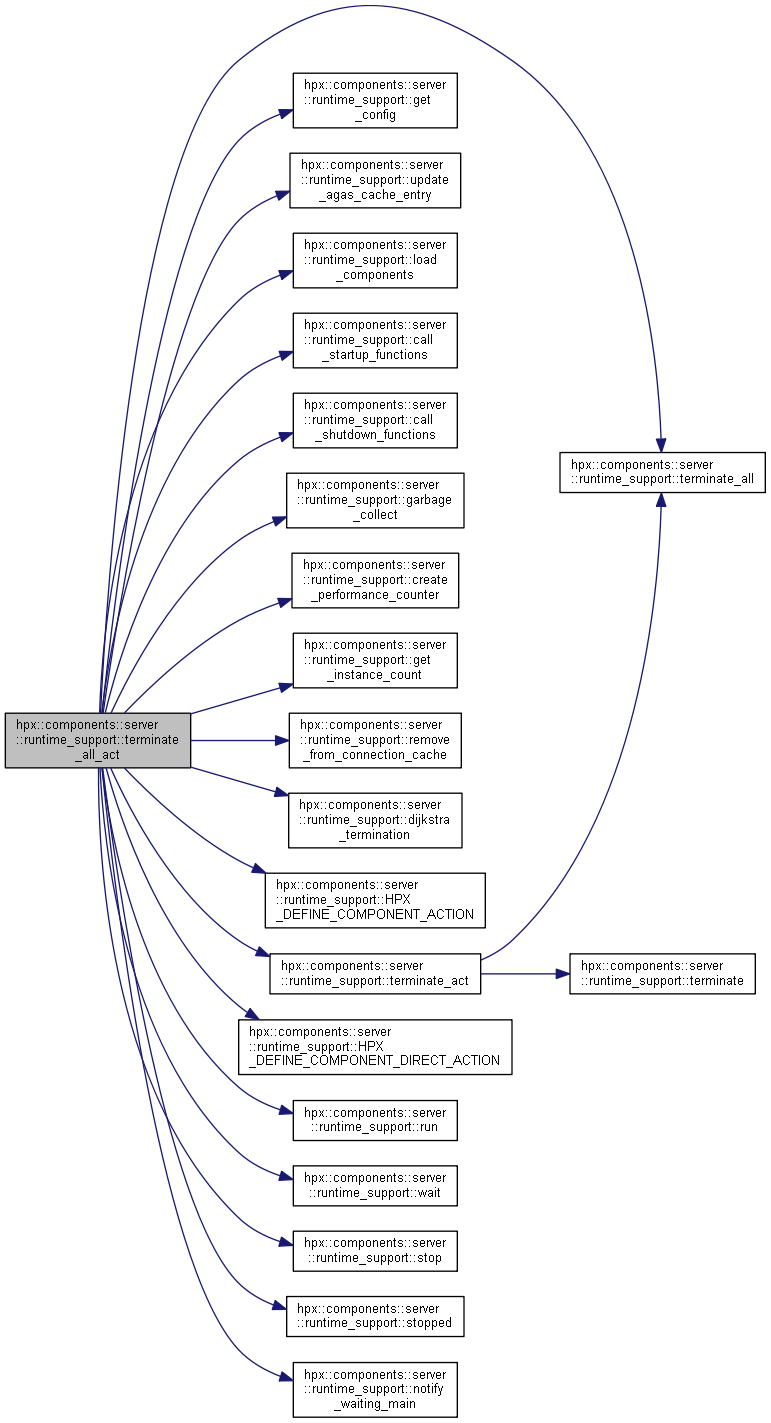 hpx::components::server
::runtime_support::get
_config
hpx::components::server
::runtime_support::update
_agas_cache_entry
hpx::components::server
::runtime_support::load
_components
hpx::components::server
::runtime_support::call
_startup_functions
hpx::components::server
::runtime_support::call
_shutdown_functions
hpx::components::server
::runtime_support::terminate_all
hpx::components::server
::runtime_support::garbage
_collect
hpx::components::server
::runtime_support::create
_performance_counter
hpx::components::server
::runtime_support::get
_instance_count
hpx::components::server
::runtime_support::terminate
_all_act
hpx::components::server
::runtime_support::remove
_from_connection_cache
hpx::components::server
::runtime_support::dijkstra
_termination
hpx::components::server
::runtime_support::HPX
_DEFINE_COMPONENT_ACTION
hpx::components::server
::runtime_support::terminate_act
hpx::components::server
::runtime_support::terminate
hpx::components::server
::runtime_support::HPX
_DEFINE_COMPONENT_DIRECT_ACTION
hpx::components::server
::runtime_support::run
hpx::components::server
::runtime_support::wait
hpx::components::server
::runtime_support::stop
hpx::components::server
::runtime_support::stopped
hpx::components::server
::runtime_support::notify
_waiting_main